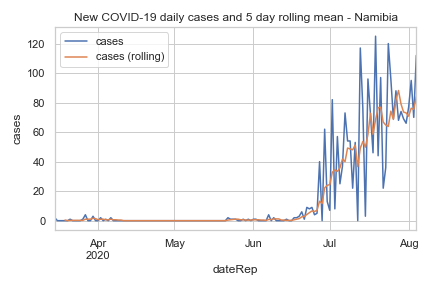 New COVID-19 daily cases and 5 day rolling mean - Namibia
cases
cases (rolling)
120
100
80
60
40
20
0
cases
Apr
2020
May
Jun
Jul
Aug
dateRep